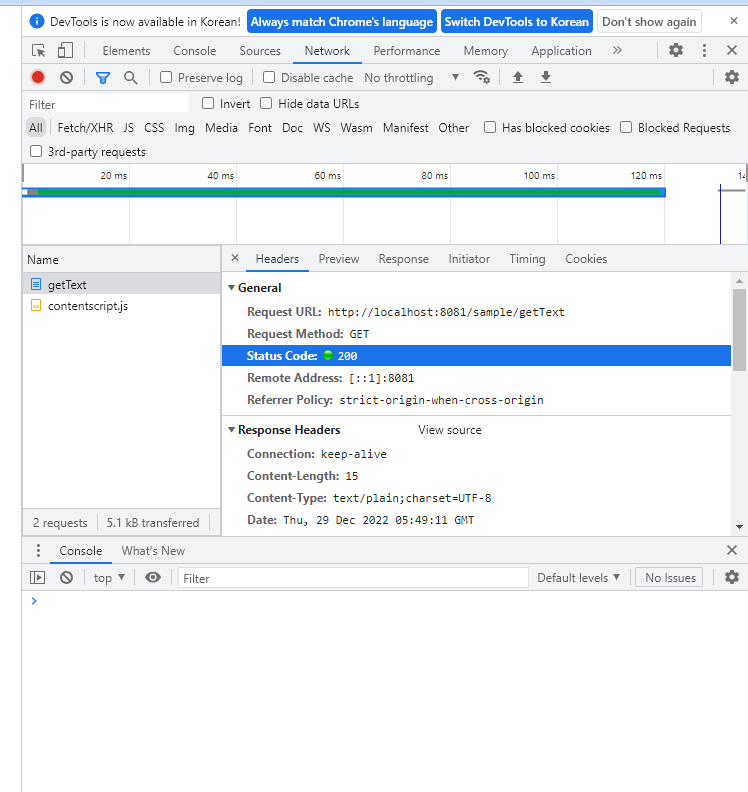 DevTools is now available in Korean! Always match Chrome's language Switch DevTools to Korean Don't show again
Elements Console Sources Network Performance Memory Application
Preserve log Disable cache No throttling
Filter Invert Hide data URLs
All Fetch/XHR JS CSS Img Media Font Doc WS Wasm Manifest Other Has blocked cookies Blocked Requests
3rd-party requests
20 ms 40 ms 60 ms 80 ms 100 ms 120 ms
Name
getText
contentscript.js
2 requests 5.1 kB transferred
Headers Preview Response Initiator Timing Cookies
General
Request URL: http://localhost:8081/sample/getText
Request Method: GET
Status Code: 200
Remote Address: [::1]:8081
Referrer Policy: strict-origin-when-cross-origin
Response Headers View source
Connection: keep-alive
Content-Length: 15
Content-Type: text/plain;charset=UTF-8
Date: Thu, 29 Dec 2022 05:49:11 GMT
Console What's New
top Filter Default levels No Issues